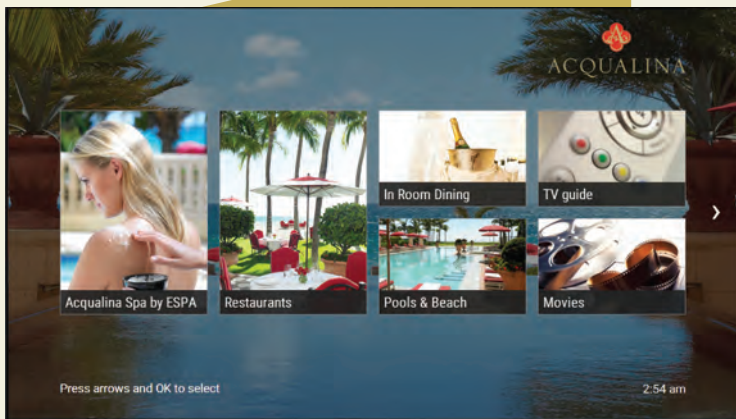 ACQUALINA
In Room Dining
TV guide
Acqualina Spa by ESPA
Restaurants
Pools & Beach
Movies
Press arrows and OK to select
2:54 am